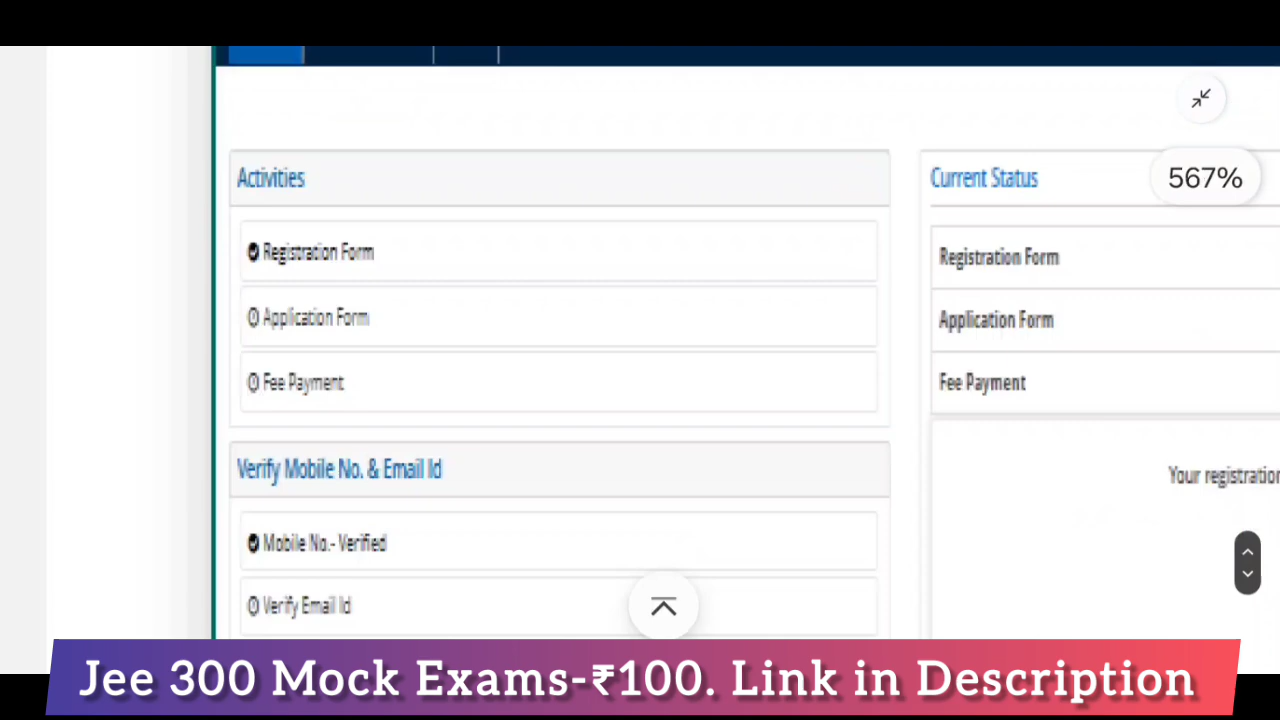 Activities
Registration Form
Application Form
Fee Payment
Verify Mobile No. & Email Id
Mobile No.- Verified
Verify Email Id
Current Status
567%
Registration Form
Application Form
Fee Payment
Your registration
Jee 300 Mock Exams-₹100. Link in Description